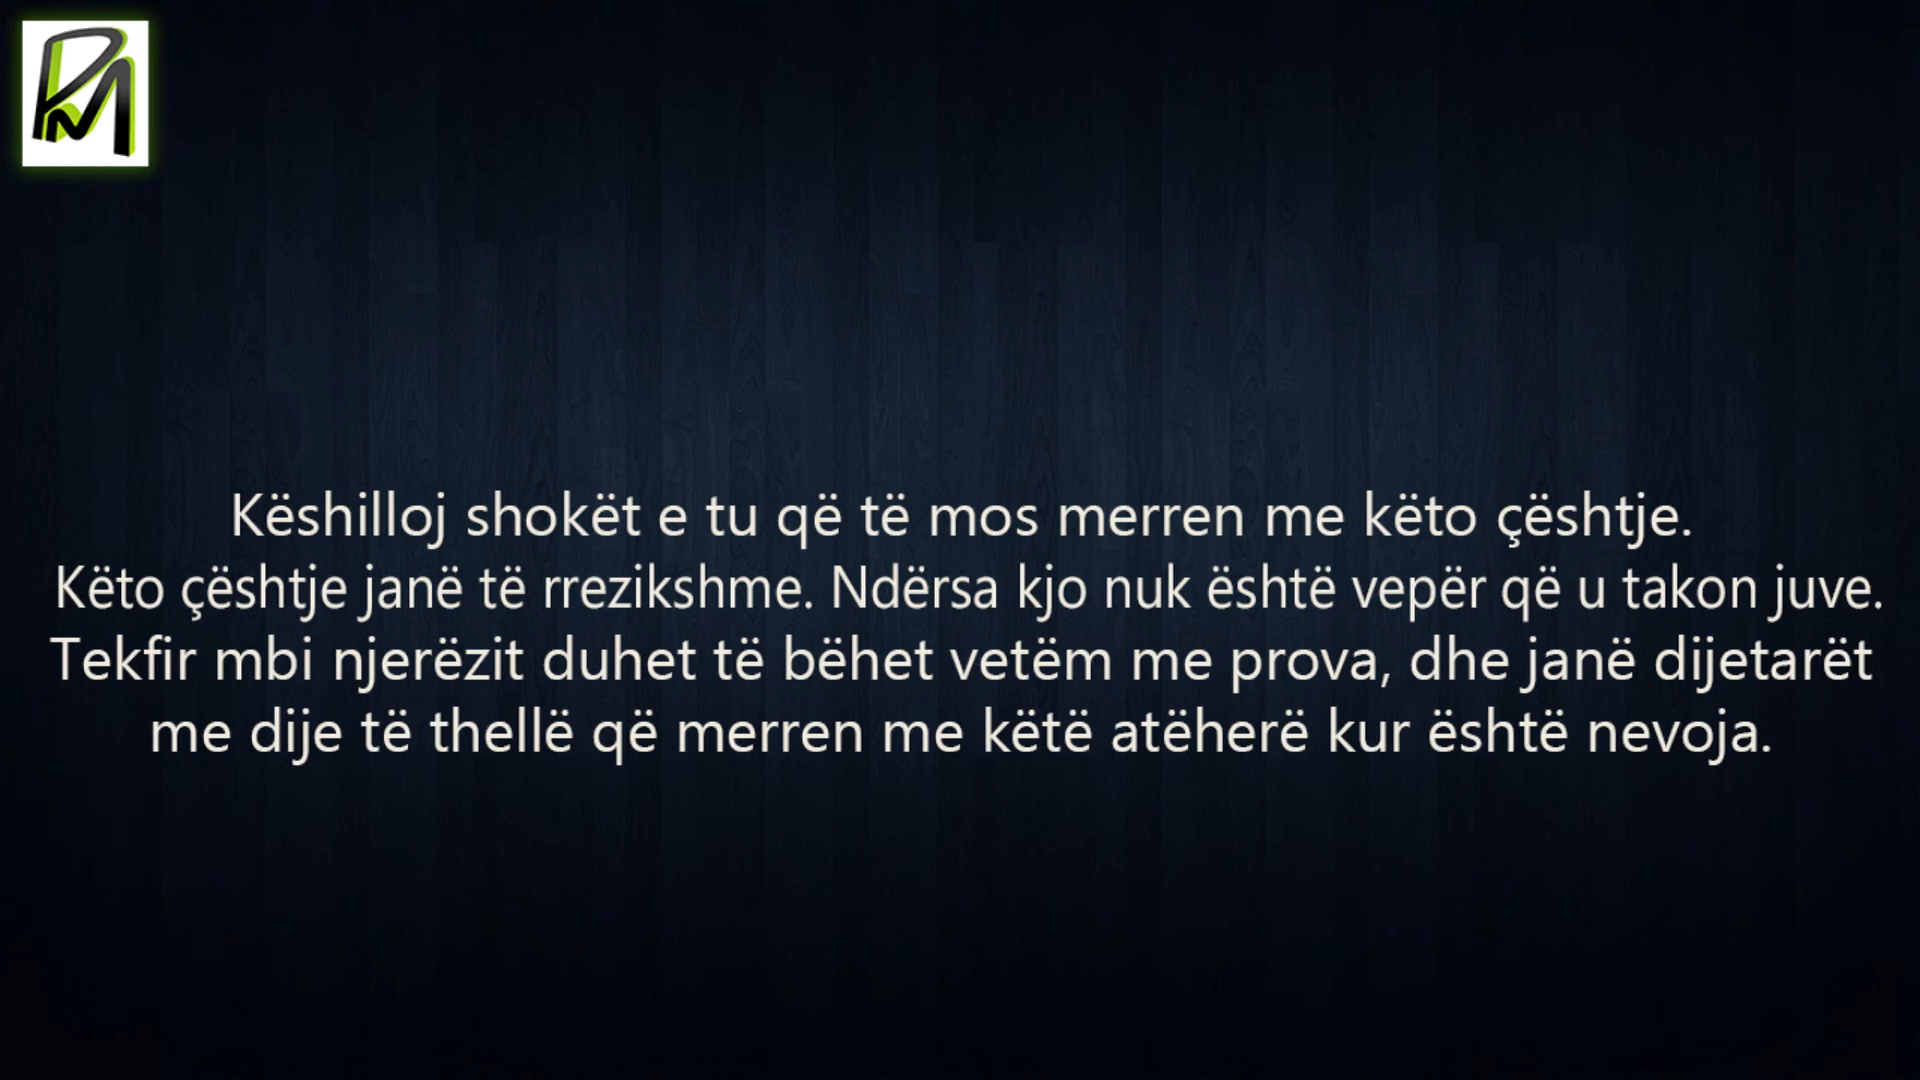 Këshilloj shokët e tu që të mos merren me këto çështje.
Këto çështje janë të rrezikshme. Ndërsa kjo nuk është vepër që u takon juve.
Tekfir mbi njerëzit duhet të bëhet vetëm me prova, dhe janë dijetarët
me dije të thellë që merren me këtë atëherë kur është nevoja.